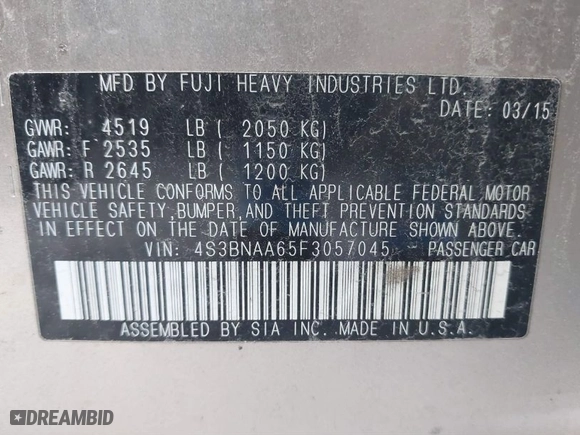 MFD BY FUJI HEAVY INDUSTRIES LTD.
DATE: 03/15
GVWR: 4519 LB ( 2050 KG)
GAWR: F 2535 LB ( 1150 KG)
GAWR: R 2645 LB ( 1200 KG)
THIS VEHICLE CONFORMS TO ALL APPLICABLE FEDERAL MOTOR
VEHICLE SAFETY, BUMPER, AND THEFT PREVENTION STANDARDS
IN EFFECT ON THE DATE OF MANUFACTURE SHOWN ABOVE.
VIN: 4S3BNAA65F3057045 PASSENGER CAR
ASSEMBLED BY SIA INC. MADE IN U.S.A.
DREAMBID